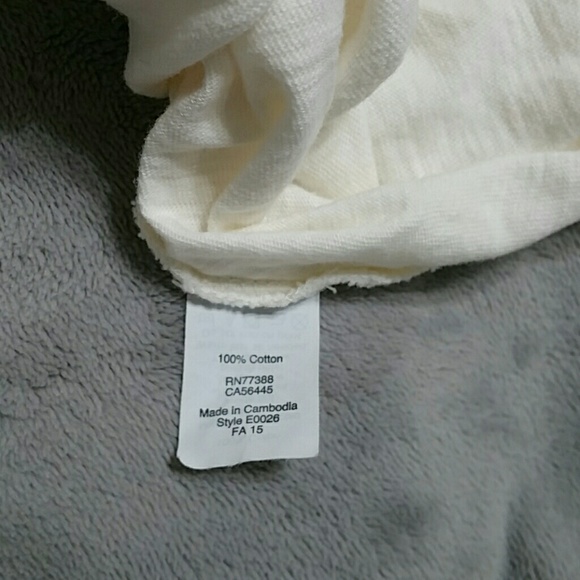 100% Cotton
RN77388
CA56445
Made in Cambodia
Style E0026
FA 15